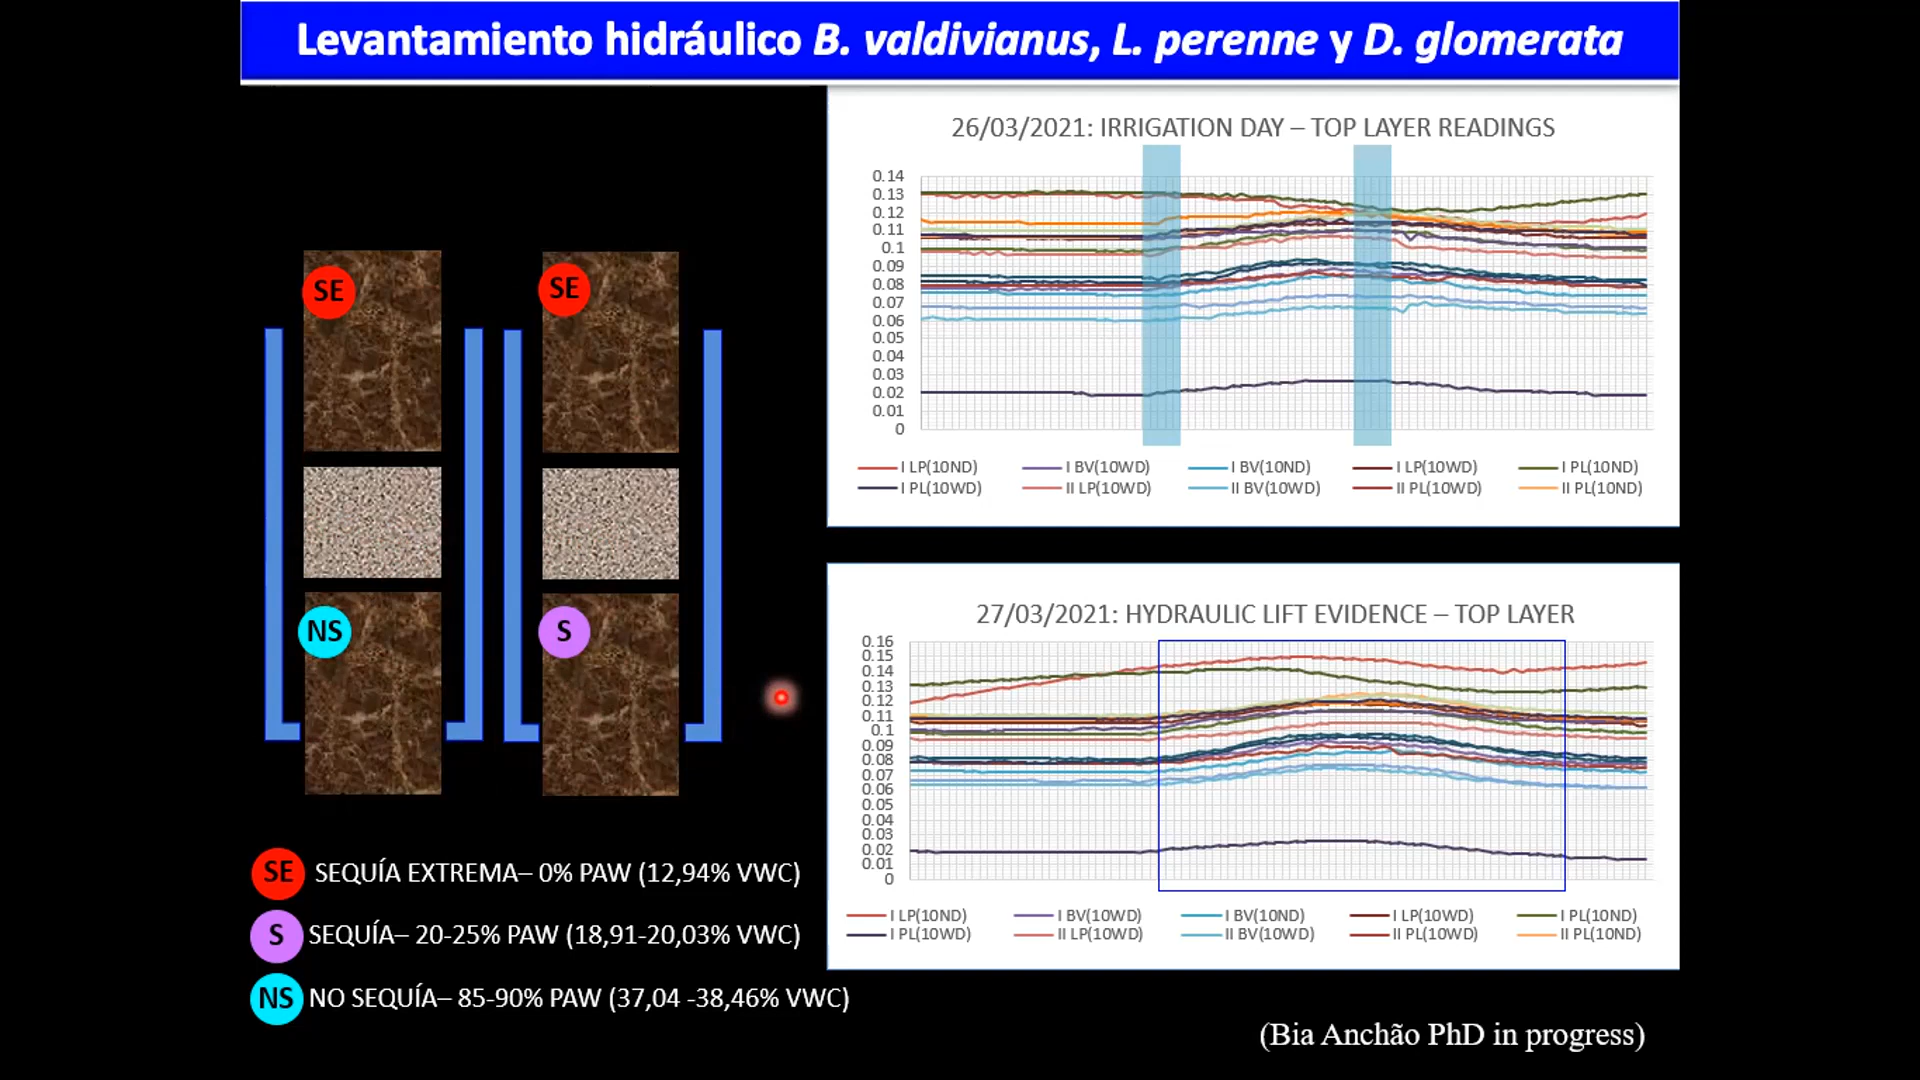 Levantamiento hidráulico B. valdivianus, L. perenne y D. glomerata
SE
SE
NS
S
SE SEQUÍA EXTREMA– 0% PAW (12,94% VWC)
S SEQUÍA– 20-25% PAW (18,91-20,03% VWC)
NS NO SEQUÍA– 85-90% PAW (37,04 -38,46% VWC)
26/03/2021: IRRIGATION DAY – TOP LAYER READINGS
0.14
0.13
0.12
0.11
0.1
0.09
0.08
0.07
0.06
0.05
0.04
0.03
0.02
0.01
0
I LP(10ND) I BV(10WD) I BV(10ND) I LP(10WD) I PL(10ND)
I PL(10WD) II LP(10WD) II BV(10WD) II PL(10WD) II PL(10ND)
27/03/2021: HYDRAULIC LIFT EVIDENCE – TOP LAYER
0.16
0.15
0.14
0.13
0.12
0.11
0.1
0.09
0.08
0.07
0.06
0.05
0.04
0.03
0.02
0.01
0
I LP(10ND) I BV(10WD) I BV(10ND) I LP(10WD) I PL(10ND)
I PL(10WD) II LP(10WD) II BV(10WD) II PL(10WD) II PL(10ND)
(Bia Anchão PhD in progress)